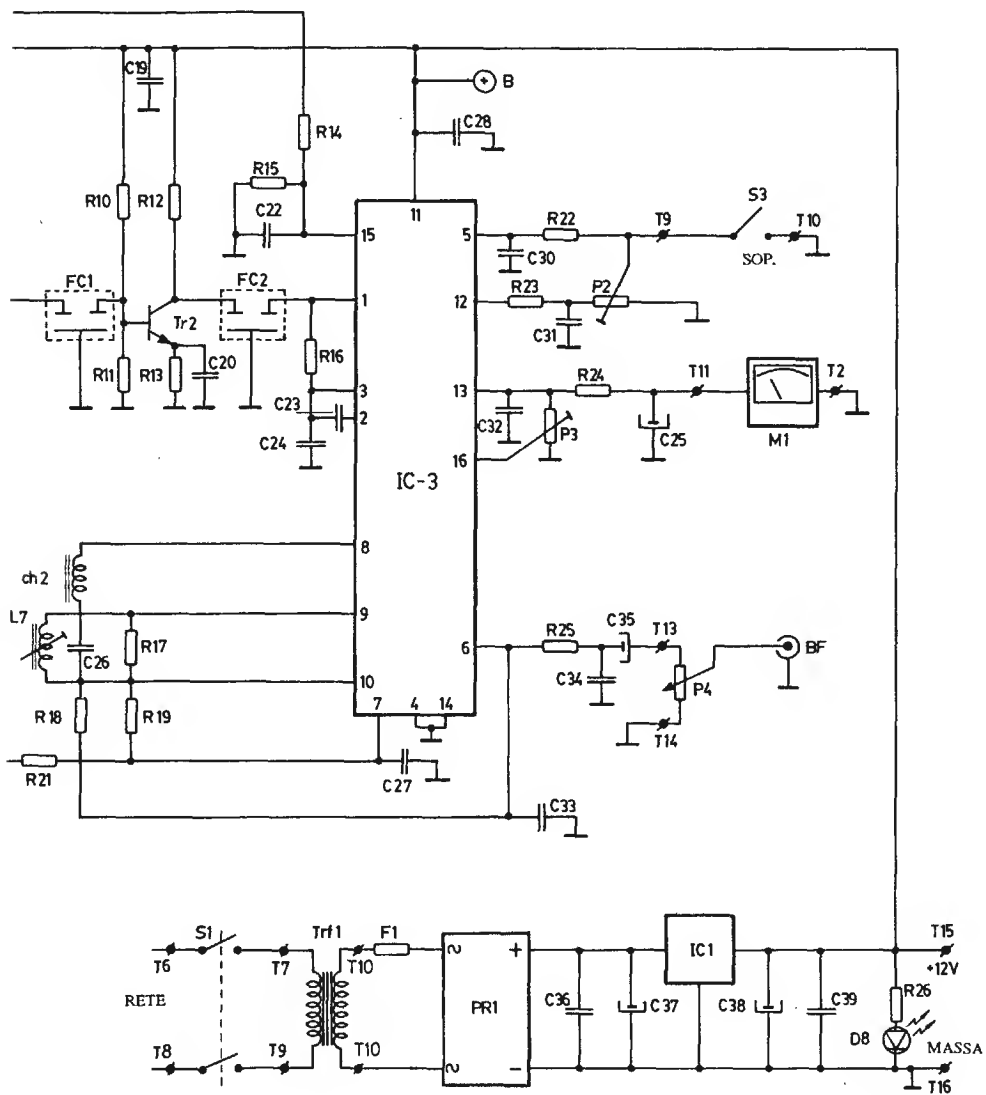 C19
B
C28
R14
R15
R10
R12
C22
11
15
5
R22
T9
S3
T10
C30
SOP.
FC1
FC2
1
12
R23
P2
Tr2
C31
R16
R11
R13
C20
3
13
R24
T11
T2
C23
2
C32
P3
C25
M1
C24
16
IC-3
8
ch2
9
L7
R17
C26
6
R25
C35
T13
BF
10
C34
P4
R18
R19
7
4
14
T14
R21
C27
C33
S1
Trf1
F1
T15
T6
T7
T10
2
+
IC1
+12V
RETE
PR1
C36
C37
C38
C39
R26
D8
MASSA
T8
T9
T10
2
-
T16